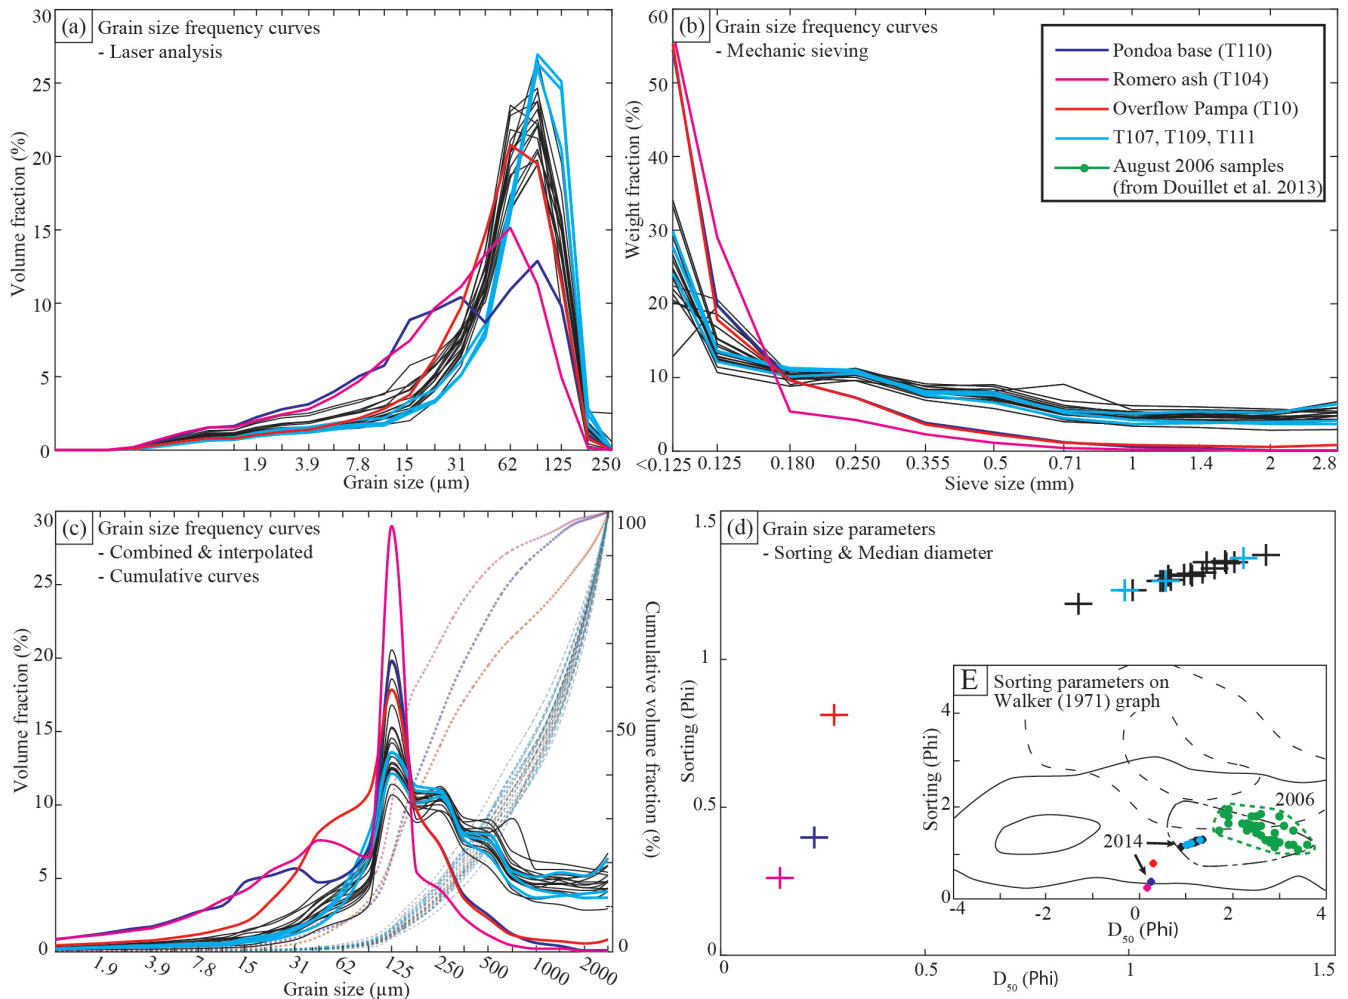 (a) Grain size frequency curves
- Laser analysis
30
25
20
15
10
5
0
Volume fraction (%)
1.9 3.9 7.8 15 31 62 125 250
Grain size (µm)
(b) Grain size frequency curves
- Mechanic sieving
60
50
40
30
20
10
0
Weight fraction (%)
<0.125 0.125 0.180 0.250 0.355 0.5 0.71 1 1.4 2 2.8
Sieve size (mm)
Pondoa base (T110)
Romero ash (T104)
Overflow Pampa (T10)
T107, T109, T111
August 2006 samples
(from Douillet et al. 2013)
(c) Grain size frequency curves
- Combined & interpolated
- Cumulative curves
30
25
20
15
10
5
0
Volume fraction (%)
100
50
0
Cumulative volume fraction (%)
1.9 3.9 7.8 15 31 62 125 250 500 1000 2000
Grain size (µm)
(d) Grain size parameters
- Sorting & Median diameter
1.5
1
0.5
0
Sorting (Phi)
0 0.5 1 1.5
D50 (Phi)
E Sorting parameters on
Walker (1971) graph
4
2
1
0
Sorting (Phi)
2006
2014
-4 -2 0 2 4
D50 (Phi)